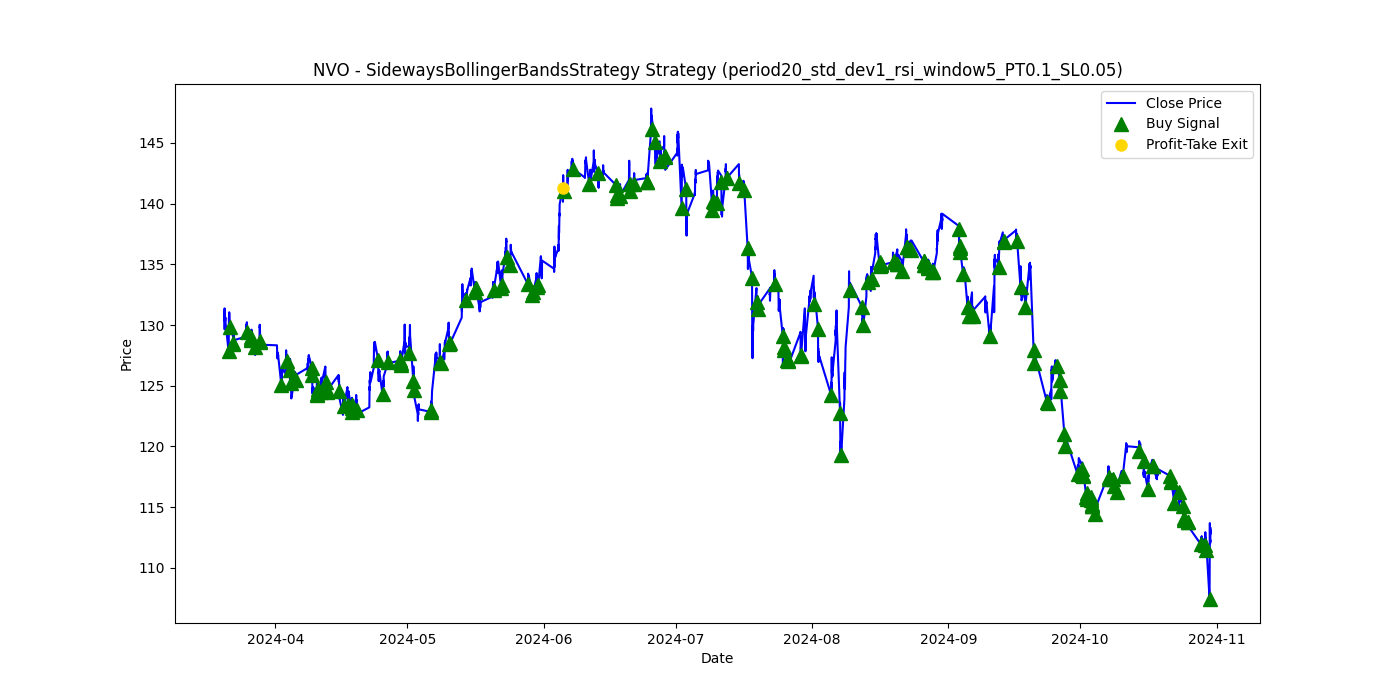 NVO - SidewaysBollingerBandsStrategy Strategy (period20_std_dev1_rsi_window5_PT0.1_SL0.05)
Close Price
Buy Signal
Profit-Take Exit
Price
145
140
135
130
125
120
115
110
2024-04 2024-05 2024-06 2024-07 2024-08 2024-09 2024-10 2024-11
Date